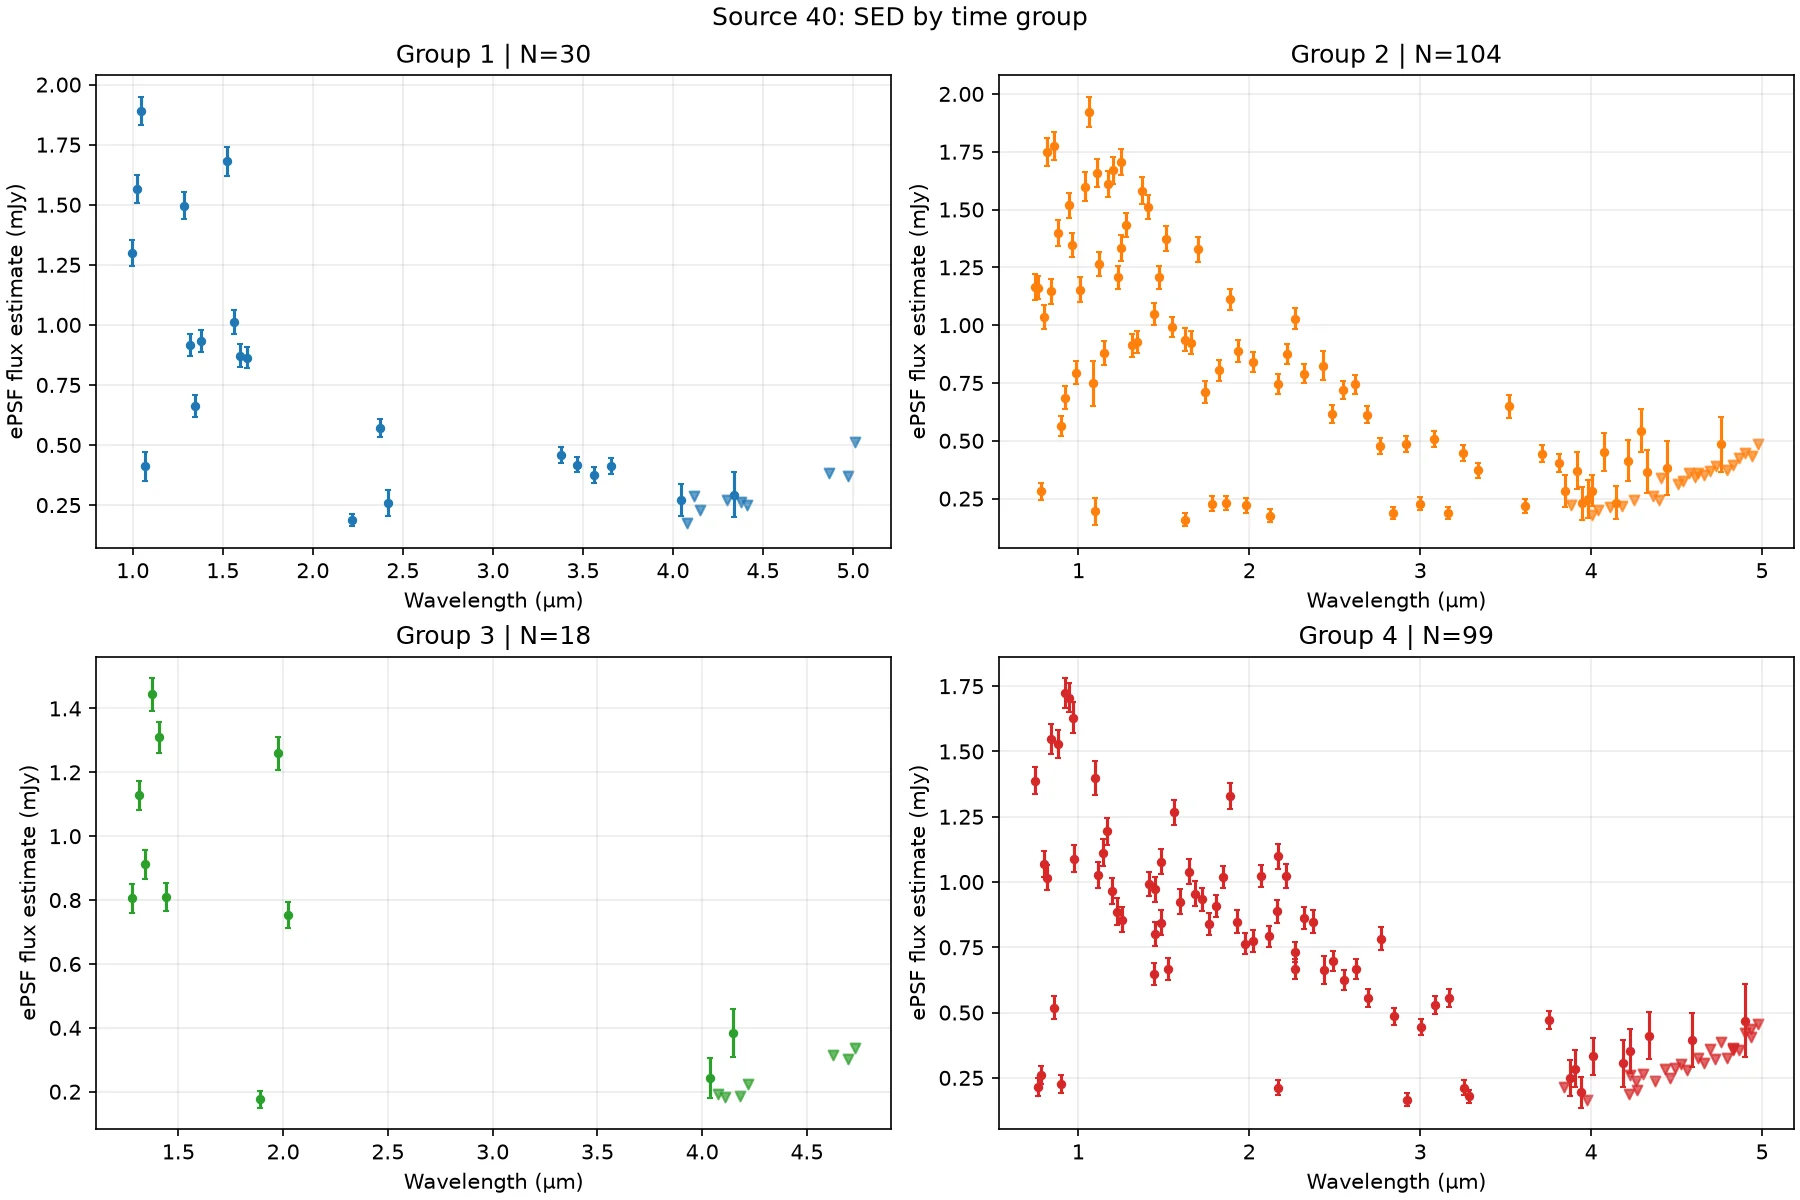 Source 40: SED by time group
Group 1 | N=30
2.00
1.75
1.50
1.25
1.00
0.75
0.50
0.25
ePSF flux estimate (mJy)
1.0 1.5 2.0 2.5 3.0 3.5 4.0 4.5 5.0
Wavelength (μm)
Group 2 | N=104
2.00
1.75
1.50
1.25
1.00
0.75
0.50
0.25
ePSF flux estimate (mJy)
1 2 3 4 5
Wavelength (μm)
Group 3 | N=18
1.4
1.2
1.0
0.8
0.6
0.4
0.2
ePSF flux estimate (mJy)
1.5 2.0 2.5 3.0 3.5 4.0 4.5
Wavelength (μm)
Group 4 | N=99
1.75
1.50
1.25
1.00
0.75
0.50
0.25
ePSF flux estimate (mJy)
1 2 3 4 5
Wavelength (μm)